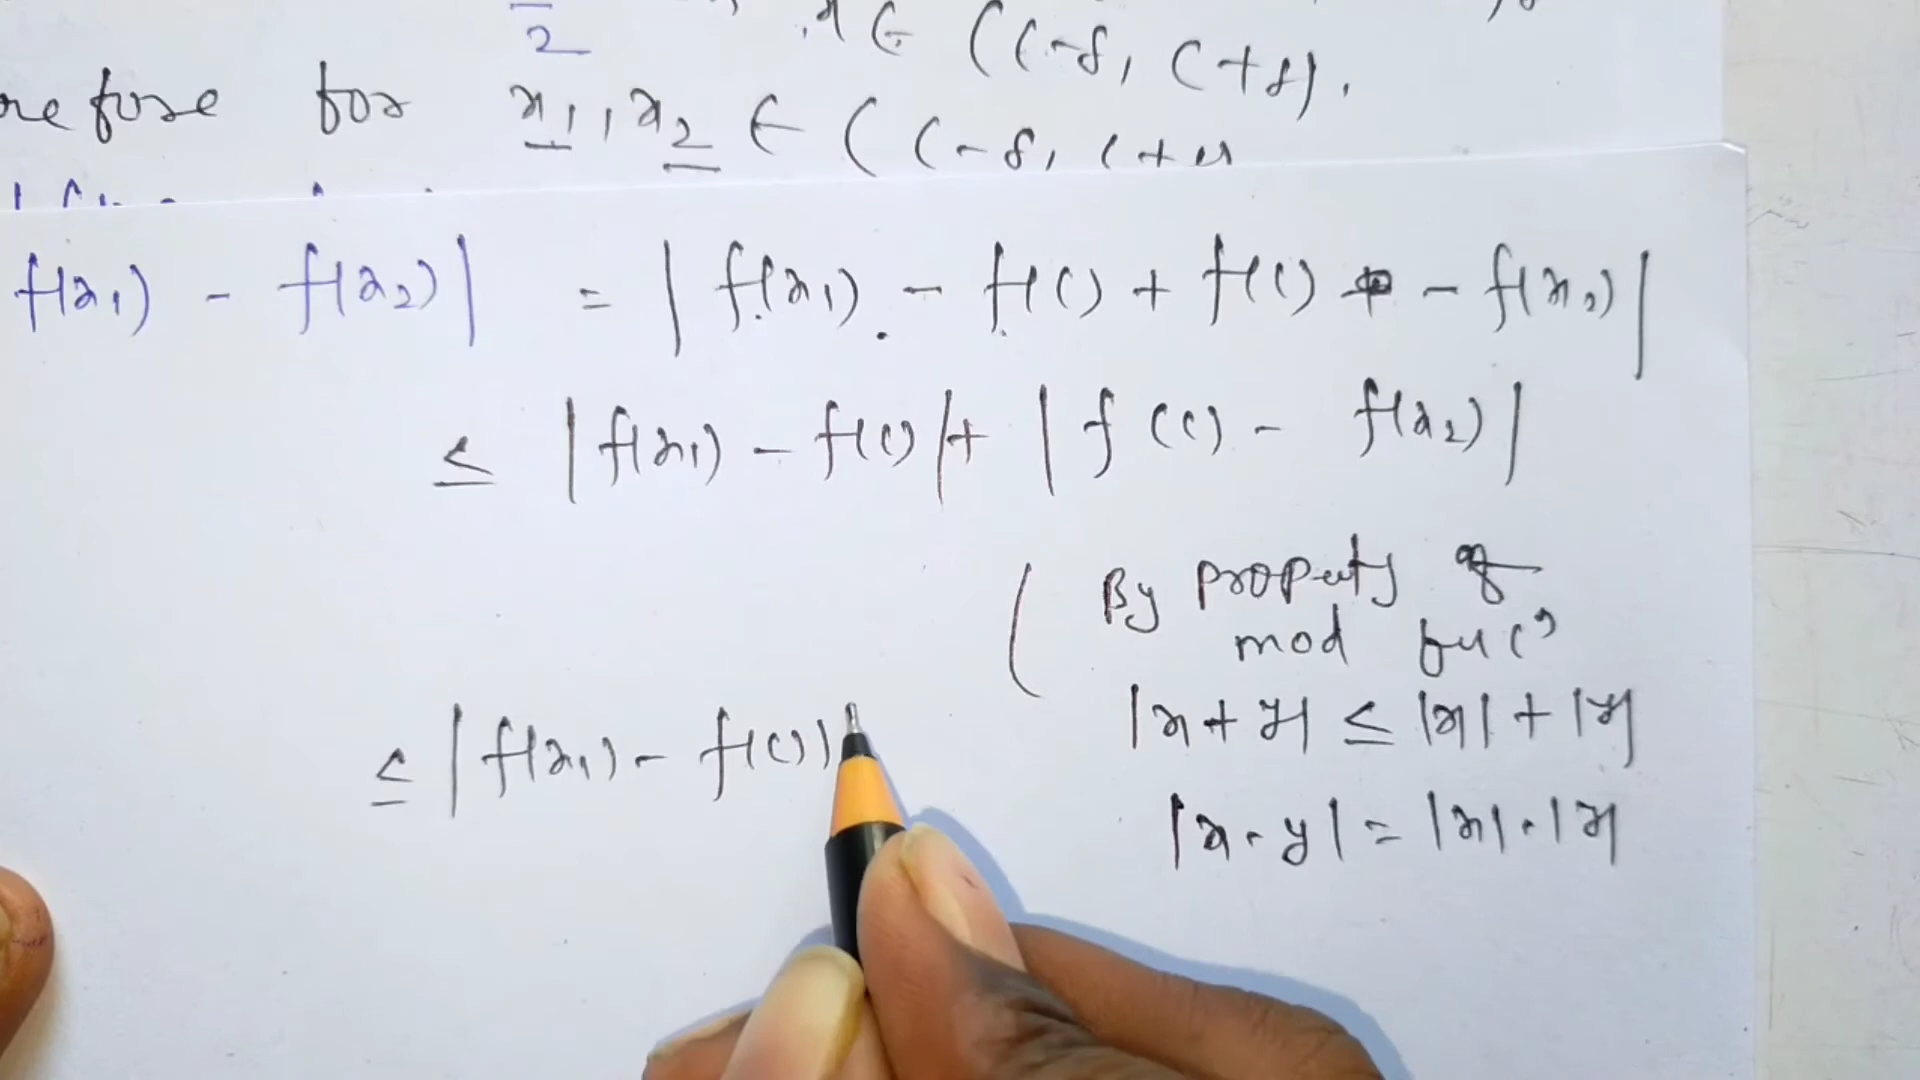 2 x ∈ (c-δ, c+δ).
refore for x₁, x₂ ∈ (c-δ, c+δ
f(x₁) - f(x₂)| = | f(x₁) - f(c) + f(c) - f(x₂)|
≤ |f(x₁) - f(c)| + | f(c) - f(x₂)|
( By property of
mod func?
|x + y| ≤ |x| + |y|
≤ | f(x₁) - f(c)|
|x · y| = |x| · |y|